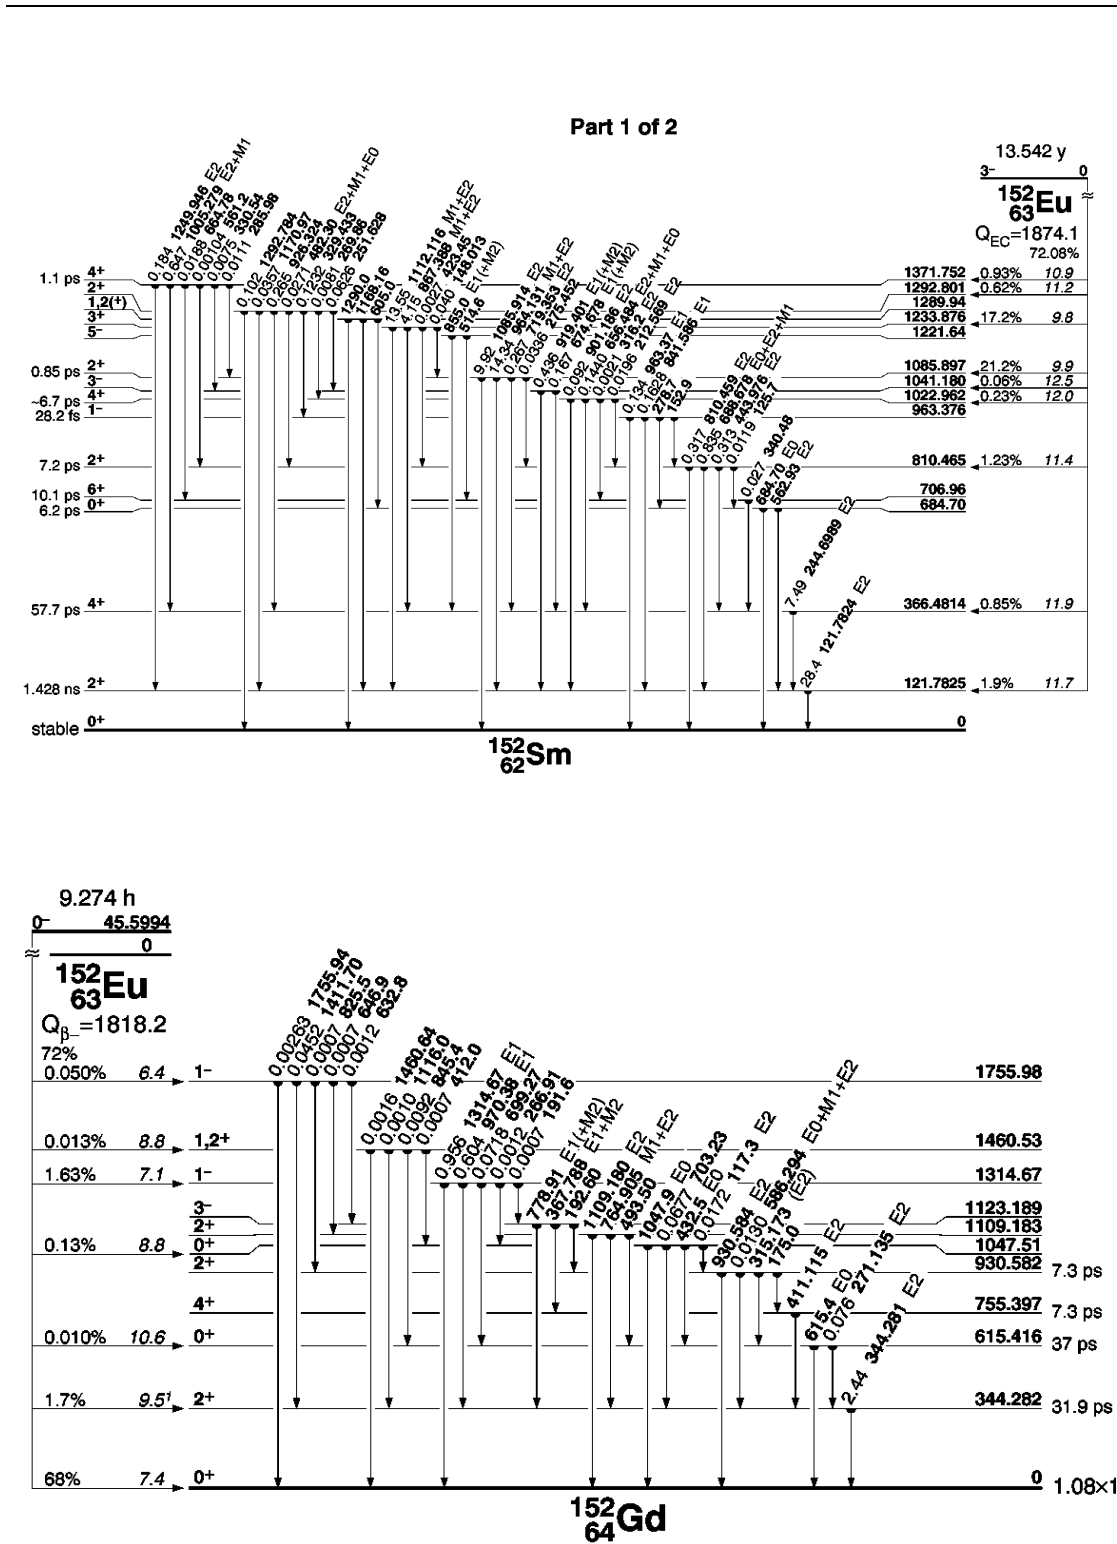 Part 1 of 2
13.542 y
3− 0
152
63Eu
QEC=1874.1
72.08%
0.184 1249.946 E2
0.647 1005.279 E2+M1
0.0188 664.78
0.00104 561.2
0.0075 330.54
0.0111 285.98
0.102 1292.784
0.0357 1170.97
0.265 926.324
0.0271 482.30 E2+M1+E0
0.1232 329.433
0.0081 269.86
0.0626 251.628
1290.0
1168.16
605.0
13.55 1112.116 M1+E2
4.15 867.388 M1+E2
0.0027 423.45
0.040 148.013
855.0 E1(+M2)
514.6
9.92 1085.914 E2
14.34 964.131 M1+E2
0.267 719.353 E2
0.0336 275.452
0.436 919.401 E1(+M2)
0.167 674.678 E1(+M2)
0.092 901.186 E2
0.1440 656.484 E2+M1+E0
0.0021 316.2 E2
0.0196 212.569 E2
0.134 963.37 E1
0.1628 841.586 E1
278.7
152.9
0.317 810.459 E2
0.835 688.678 E0+E2+M1
0.313 443.976 E2
0.0119 125.7
0.027 340.48
684.70 E0
562.93 E2
7.49 244.6989 E2
28.4 121.7824 E2
1.1 ps 4+ 1371.752 0.93% 10.9
2+ 1292.801 0.62% 11.2
1,2(+) 1289.94
3+ 1233.876 17.2% 9.8
5− 1221.64
0.85 ps 2+ 1085.897 21.2% 9.9
3− 1041.180 0.06% 12.5
~6.7 ps 4+ 1022.962 0.23% 12.0
28.2 fs 1− 963.376
7.2 ps 2+ 810.465 1.23% 11.4
10.1 ps 6+ 706.96
6.2 ps 0+ 684.70
57.7 ps 4+ 366.4814 0.85% 11.9
1.428 ns 2+ 121.7825 1.9% 11.7
stable 0+ 0
152
62Sm
9.274 h
0− 45.5994
0
152
63Eu
Qβ−=1818.2
72%
0.00263 1755.94
0.0452 1411.70
0.0007 825.5
0.0007 646.9
0.0012 632.8
0.0016 1460.64
0.0010 1116.0
0.0092 845.4
0.0007 412.0
0.956 1314.67 E1
0.604 970.38 E1
0.0718 699.27
0.0012 266.91
0.0007 191.6
778.91 E1(+M2)
367.788 E1+M2
192.60
1109.180 E2
764.905 M1+E2
493.50
1047.9 E0
0.0677 703.23
432.5 E0
0.0172 117.3 E2
930.584 E2
0.0130 586.294 E0+M1+E2
315.173 (E2)
175.0
411.115 E2
615.4 E0
0.076 271.135 E2
2.44 344.281 E2
0.050% 6.4 1− 1755.98
0.013% 8.8 1,2+ 1460.53
1.63% 7.1 1− 1314.67
3− 1123.189
2+ 1109.183
0.13% 8.8 0+ 1047.51
2+ 930.582 7.3 ps
4+ 755.397 7.3 ps
0.010% 10.6 0+ 615.416 37 ps
1.7% 9.5¹ 2+ 344.282 31.9 ps
68% 7.4 0+ 0 1.08×1
152
64Gd